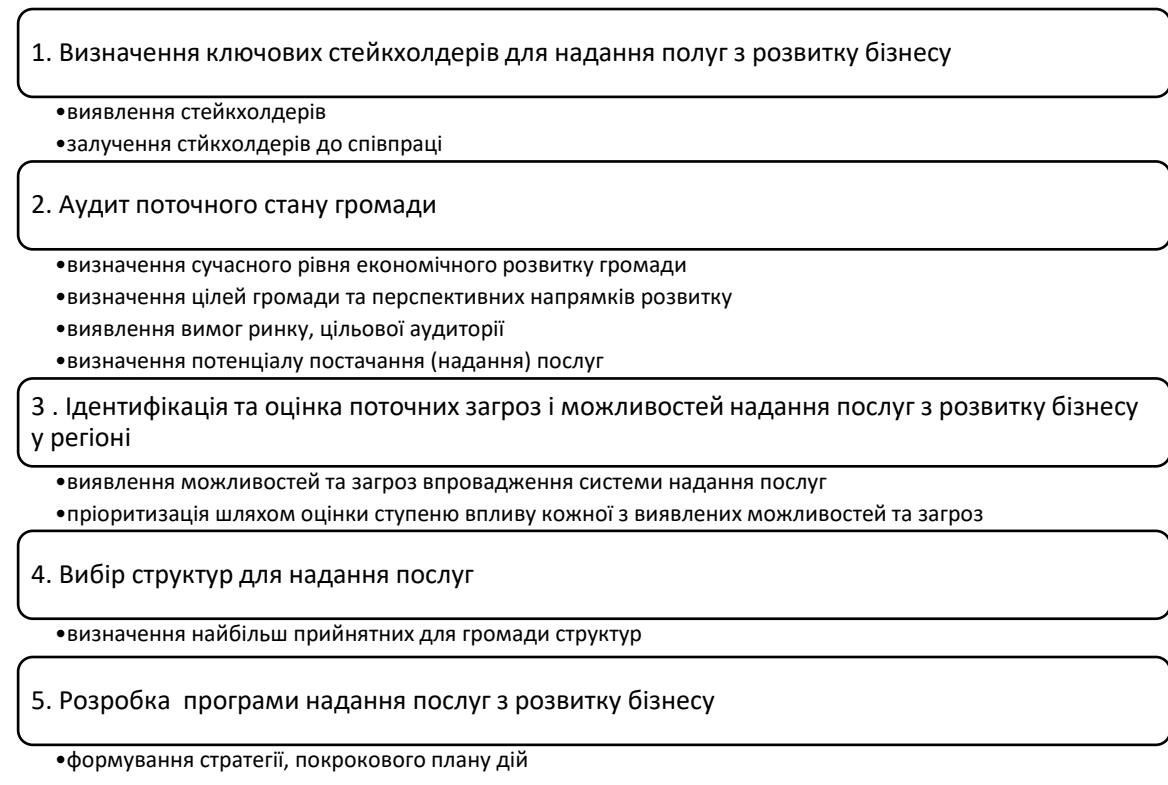 1. Визначення ключових стейкхолдерів для надання полуг з розвитку бізнесу
•виявлення стейкхолдерів
•залучення стйкхолдерів до співпраці
2. Аудит поточного стану громади
•визначення сучасного рівня економічного розвитку громади
•визначення цілей громади та перспективних напрямків розвитку
•виявлення вимог ринку, цільової аудиторії
•визначення потенціалу постачання (надання) послуг
3 . Ідентифікація та оцінка поточних загроз і можливостей надання послуг з розвитку бізнесу
у регіоні
•виявлення можливостей та загроз впровадження системи надання послуг
•пріоритизація шляхом оцінки ступеню впливу кожної з виявлених можливостей та загроз
4. Вибір структур для надання послуг
•визначення найбільш прийнятних для громади структур
5. Розробка  програми надання послуг з розвитку бізнесу
•формування стратегії, покрокового плану дій